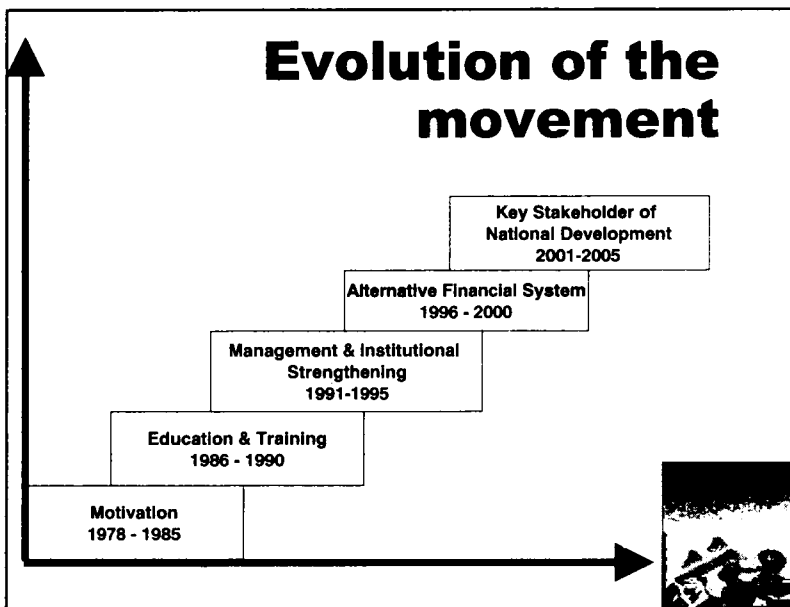 Evolution of the
movement
Key Stakeholder of
National Development
2001-2005
Alternative Financial System
1996 - 2000
Management & Institutional
Strengthening
1991-1995
Education & Training
1986 - 1990
Motivation
1978 - 1985